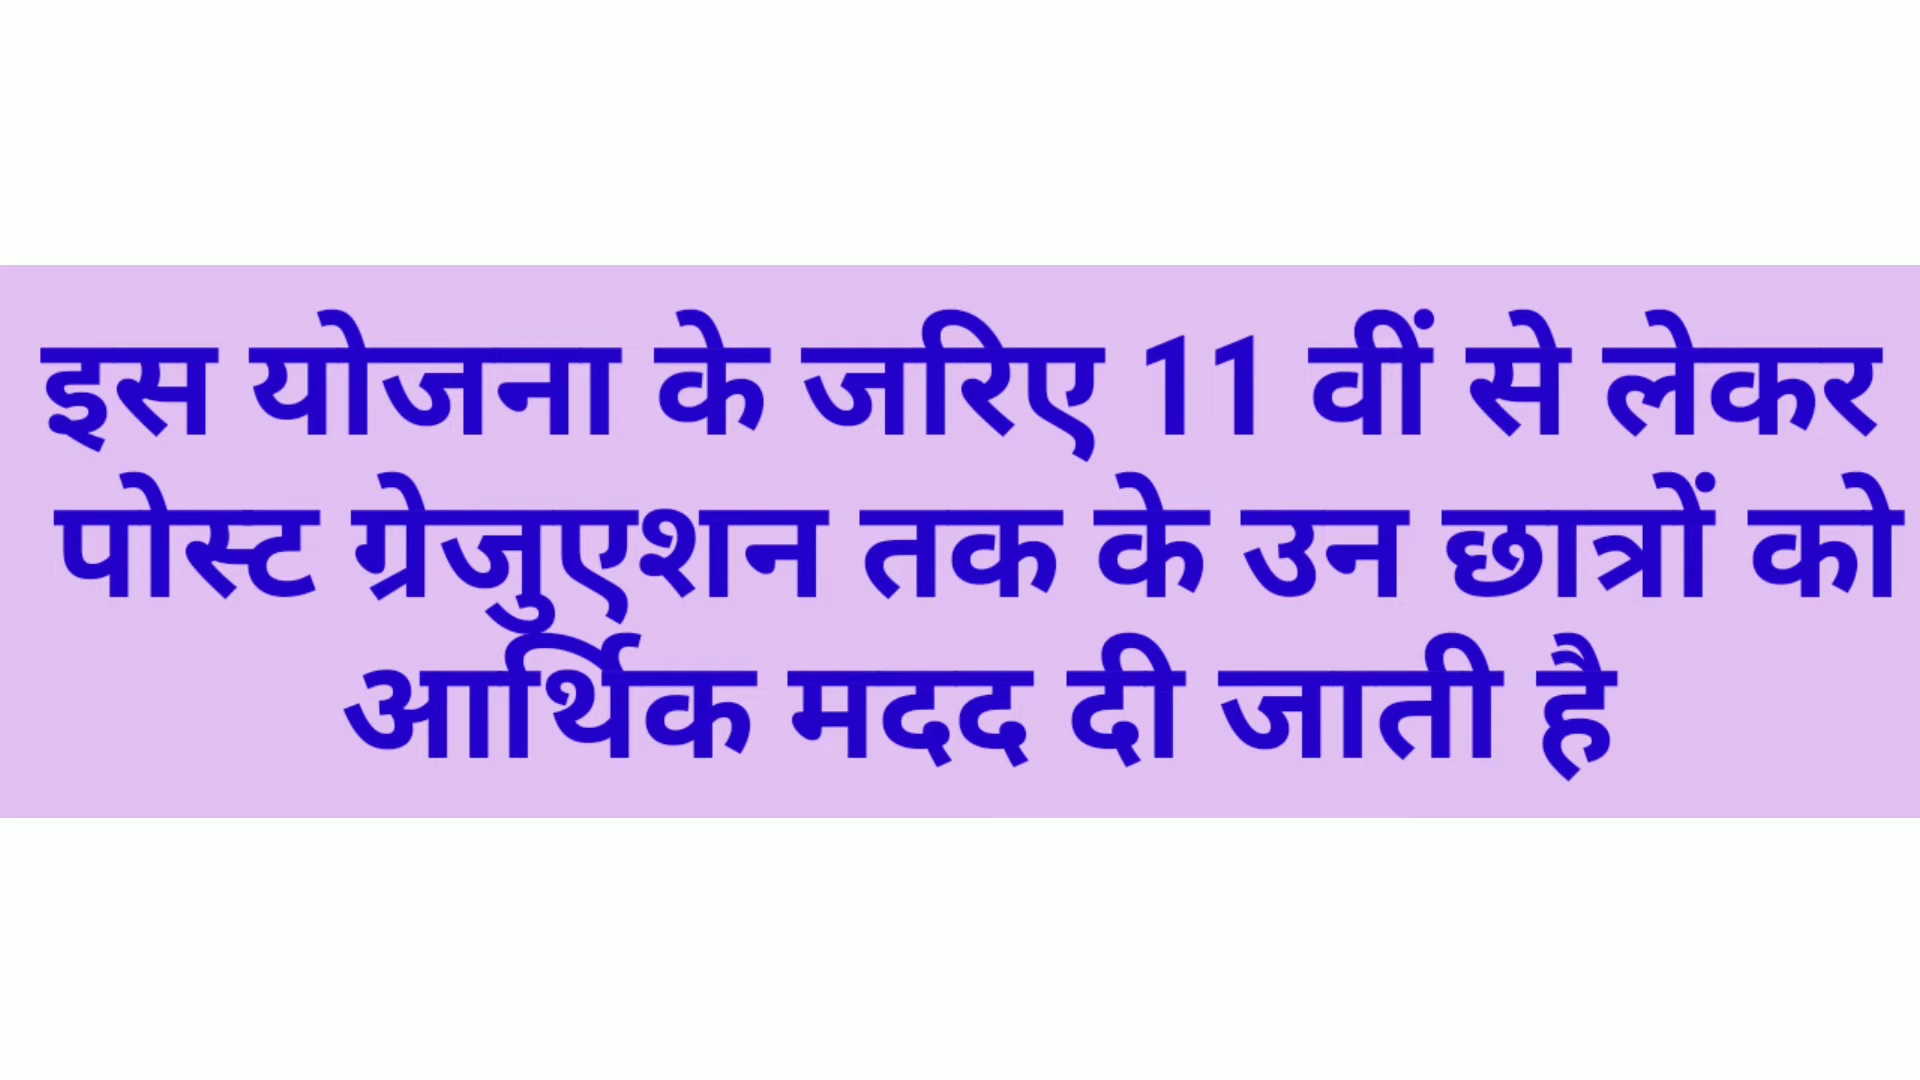 इस योजना के जरिए 11 वीं से लेकर
पोस्ट ग्रेजुएशन तक के उन छात्रों को
आर्थिक मदद दी जाती है